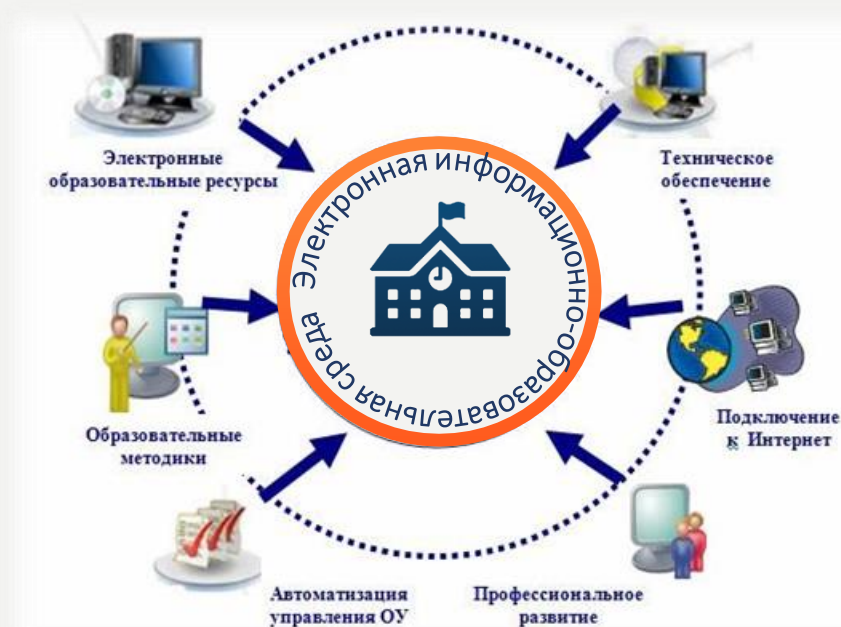 Электронная информационно-образовательная среда
Электронные
образовательные ресурсы
Техническое
обеспечение
Образовательные
методики
Подключение
к Интернет
Автоматизация
управления ОУ
Профессиональное
развитие